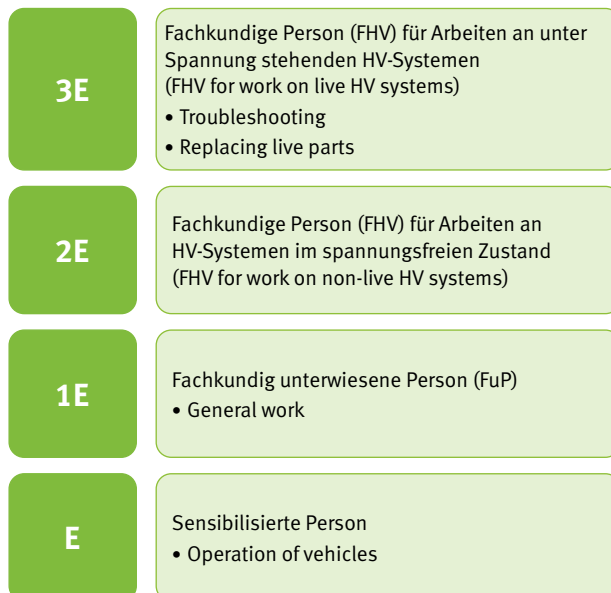 3E
Fachkundige Person (FHV) für Arbeiten an unter
Spannung stehenden HV-Systemen
(FHV for work on live HV systems)
• Troubleshooting
• Replacing live parts
2E
Fachkundige Person (FHV) für Arbeiten an
HV-Systemen im spannungsfreien Zustand
(FHV for work on non-live HV systems)
1E
Fachkundig unterwiesene Person (FuP)
• General work
E
Sensibilisierte Person
• Operation of vehicles